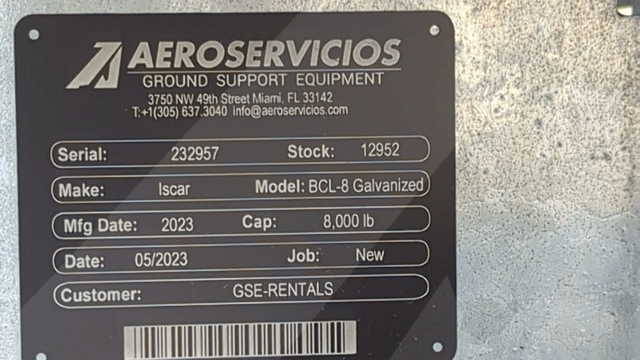 AEROSERVICIOS
GROUND SUPPORT EQUIPMENT
3750 NW 49th Street Miami, FL 33142
T:+1(305) 637.3040 info@aeroservicios.com
Serial: 232957 Stock: 12952
Make: Iscar Model: BCL-8 Galvanized
Mfg Date: 2023 Cap: 8,000 lb
Date: 05/2023 Job: New
Customer: GSE-RENTALS